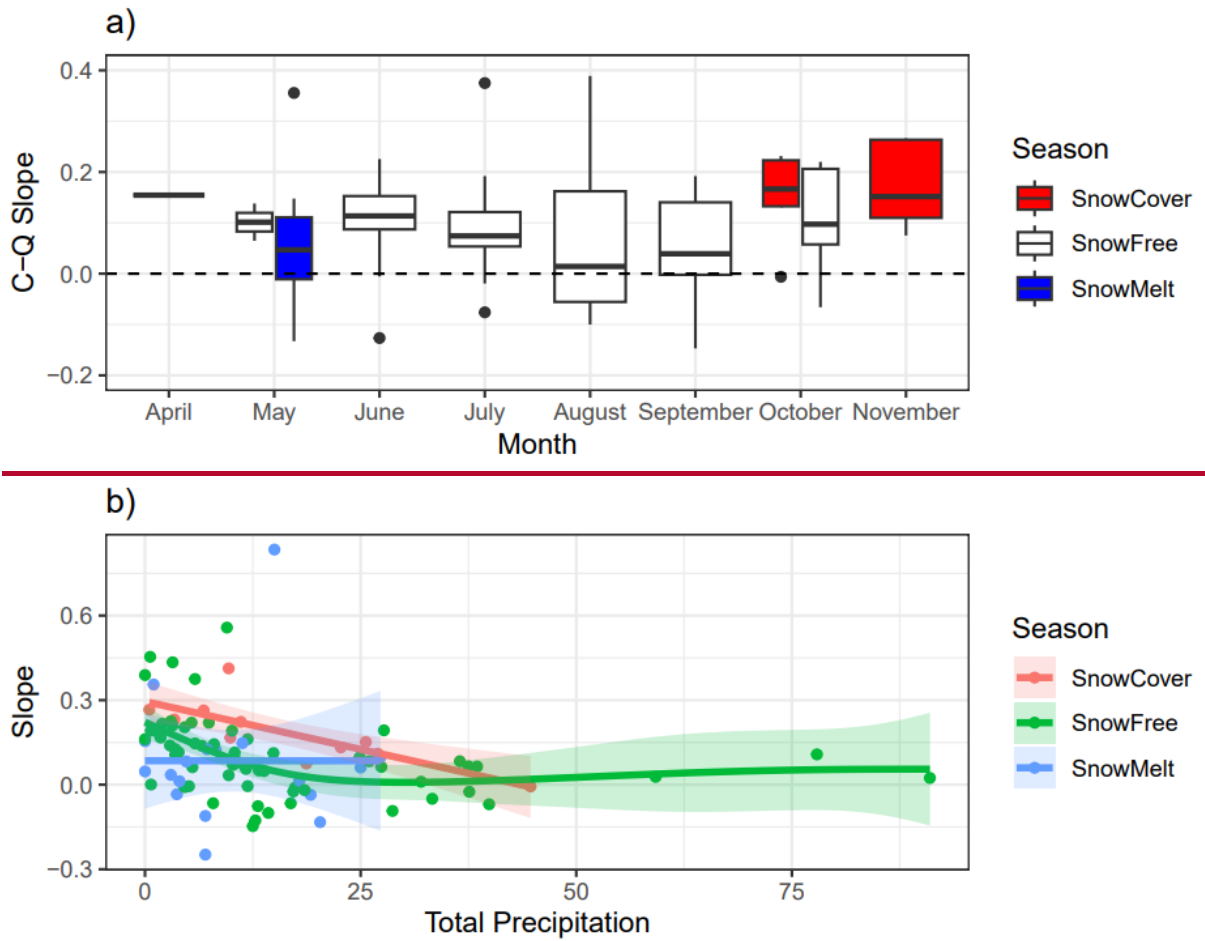 a)
C−Q Slope
0.4
0.2
0.0
−0.2
April May June July August September October November
Month
Season
SnowCover
SnowFree
SnowMelt
b)
Slope
0.6
0.3
0.0
−0.3
0 25 50 75
Total Precipitation
Season
SnowCover
SnowFree
SnowMelt